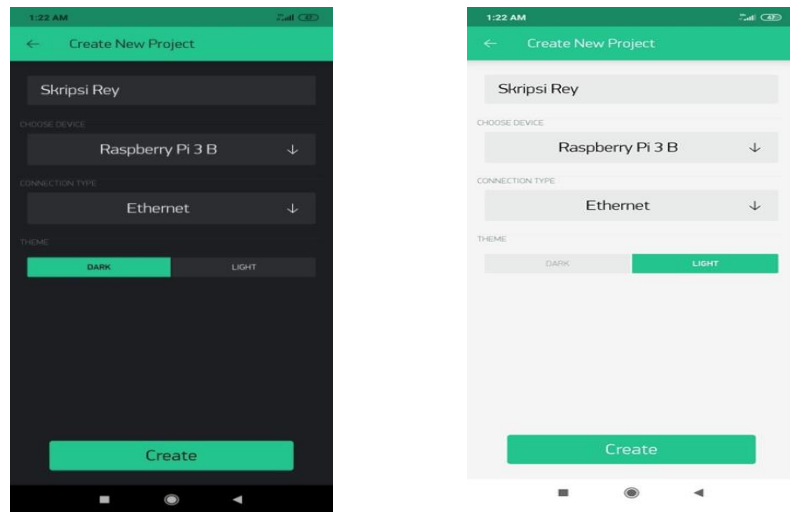 1:22 AM
Create New Project
Skripsi Rey
CHOOSE DEVICE
Raspberry Pi 3 B
CONNECTION TYPE
Ethernet
THEME
DARK
LIGHT
Create
1:22 AM
Create New Project
Skripsi Rey
CHOOSE DEVICE
Raspberry Pi 3 B
CONNECTION TYPE
Ethernet
THEME
DARK
LIGHT
Create